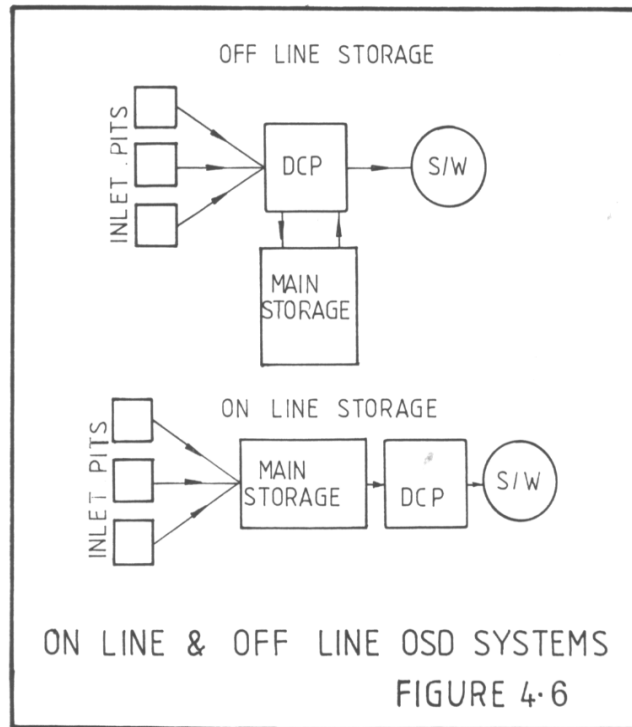 OFF LINE STORAGE
INLET PITS
DCP
S/W
MAIN
STORAGE
ON LINE STORAGE
INLET PITS
MAIN
STORAGE
DCP
S/W
ON LINE & OFF LINE OSD SYSTEMS
FIGURE 4·6